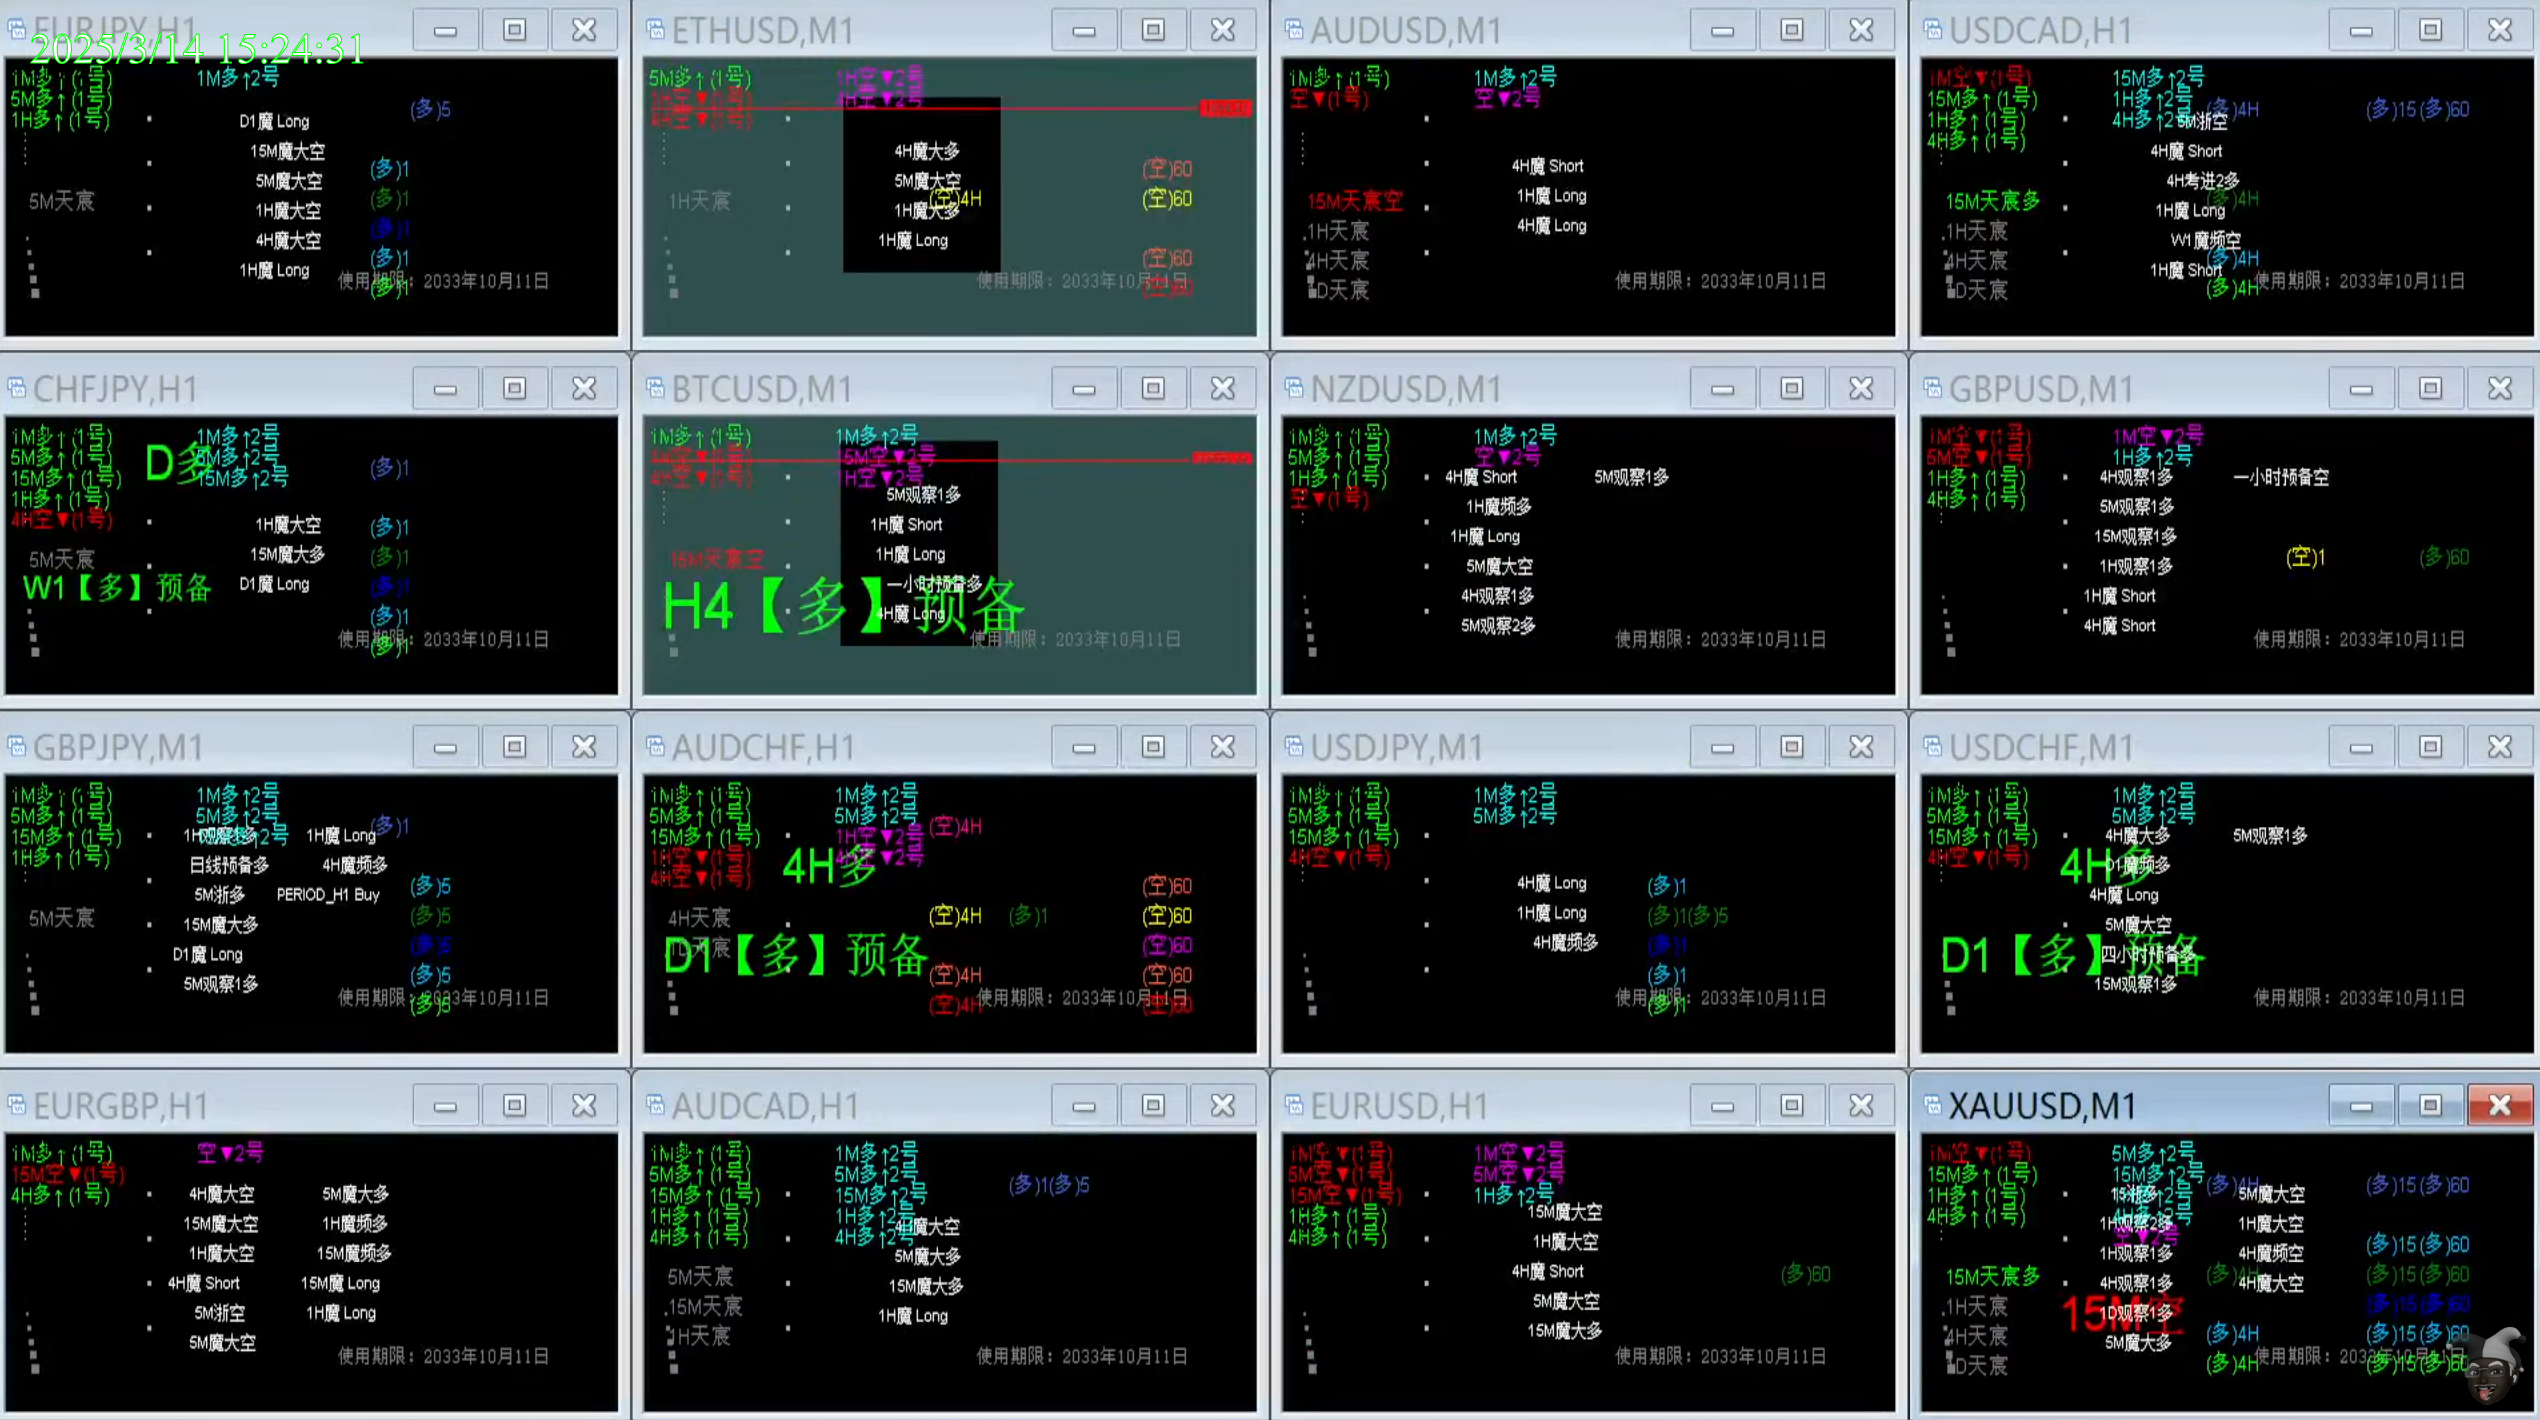 EURJPY,H1
2025/3/14 15:24:31
1M多↑(1号)
5M多↑(1号)
1H多↑(1号)
1M多↑2号
(多)5
D1魔 Long
15M魔大空
5M魔大空
1H魔大空
4H魔大空
1H魔 Long
5M天宸
(多)1
(多)1
(多)1
(多)1
(多)1
使用期限：2033年10月11日
ETHUSD,M1
5M多↑(1号)
1H空▼2号
4H空▼2号
4H空▼(1号)
4H魔大多
5M魔大空
1H魔大多
1H魔 Long
1H天宸
(空)4H
(空)60
(空)60
(空)60
(空)60
使用期限：2033年10月11日
AUDUSD,M1
1M多↑(1号)
空▼(1号)
1M多↑2号
空▼2号
4H魔 Short
1H魔 Long
4H魔 Long
15M天宸空
1H天宸
4H天宸
D天宸
使用期限：2033年10月11日
USDCAD,H1
1M空▼(1号)
15M多↑(1号)
1H多↑(1号)
4H多↑(1号)
15M多↑2号
1H多↑2号
4H多↑2号
(多)4H
(多)15(多)60
5M浙空
4H魔 Short
4H考进2多
1H魔 Long
W1魔频空
1H魔 Short
15M天宸多
1H天宸
4H天宸
D天宸
(多)4H
(多)4H
(多)4H
使用期限：2033年10月11日
CHFJPY,H1
1M多↑(1号)
5M多↑(1号)
15M多↑(1号)
1H多↑(1号)
4H空▼(1号)
D多
1M多↑2号
5M多↑2号
15M多↑2号
(多)1
1H魔大空
15M魔大多
D1魔 Long
5M天宸
W1【多】预备
(多)1
(多)1
(多)1
(多)1
(多)1
使用期限：2033年10月11日
BTCUSD,M1
1M多↑(1号)
4H空▼(1号)
1M多↑2号
15M空▼2号
1H空▼2号
5M观察1多
1H魔 Short
1H魔 Long
一小时预备多
4H魔 Long
15M天宸空
H4【多】预备
使用期限：2033年10月11日
NZDUSD,M1
1M多↑(1号)
5M多↑(1号)
1H多↑(1号)
空▼(1号)
1M多↑2号
空▼2号
4H魔 Short
5M观察1多
1H魔频多
1H魔 Long
5M魔大空
4H观察1多
5M观察2多
使用期限：2033年10月11日
GBPUSD,M1
1M空▼(1号)
5M空▼(1号)
1H多↑(1号)
4H多↑(1号)
1M空▼2号
1H多↑2号
4H观察1多
一小时预备空
5M观察1多
15M观察1多
1H观察1多
1H魔 Short
4H魔 Short
(空)1
(多)60
使用期限：2033年10月11日
GBPJPY,M1
1M多↑(1号)
5M多↑(1号)
15M多↑(1号)
1H多↑(1号)
1M多↑2号
5M多↑2号
(多)1
1H魔 Long
日线预备多
4H魔频多
5M浙多
PERIOD_H1 Buy
15M魔大多
D1魔 Long
5M观察1多
5M天宸
(多)5
(多)5
(多)5
(多)5
(多)5
使用期限：2033年10月11日
AUDCHF,H1
1M多↑(1号)
5M多↑(1号)
15M多↑(1号)
1H空▼(1号)
4H空▼(1号)
1M多↑2号
5M多↑2号
1H空▼2号
4H空▼2号
4H多
(空)4H
(空)60
4H天宸
(空)4H
(多)1
(空)60
D1【多】预备
(空)60
(空)4H
(空)60
(空)4H
(空)60
使用期限：2033年10月11日
USDJPY,M1
1M多↑(1号)
5M多↑(1号)
15M多↑(1号)
4H空▼(1号)
1M多↑2号
5M多↑2号
4H魔 Long
1H魔 Long
4H魔频多
(多)1
(多)1(多)5
(多)1
(多)1
(多)1
使用期限：2033年10月11日
USDCHF,M1
1M多↑(1号)
5M多↑(1号)
15M多↑(1号)
4H空▼(1号)
1M多↑2号
5M多↑2号
4H魔大多
5M观察1多
4H多
D1魔频多
4H魔 Long
5M魔大空
四小时预备多
15M观察1多
D1【多】预备
使用期限：2033年10月11日
EURGBP,H1
1M多↑(1号)
15M空▼(1号)
4H多↑(1号)
空▼2号
4H魔大空
5M魔大多
15M魔大空
1H魔频多
1H魔大空
15M魔频多
4H魔 Short
15M魔 Long
5M浙空
1H魔 Long
5M魔大空
使用期限：2033年10月11日
AUDCAD,H1
1M多↑(1号)
5M多↑(1号)
15M多↑(1号)
1H多↑(1号)
4H多↑(1号)
1M多↑2号
5M多↑2号
15M多↑2号
1H多↑2号
4H多↑2号
(多)1(多)5
4H魔大空
5M魔大多
15M魔大多
1H魔 Long
5M天宸
15M天宸
1H天宸
使用期限：2033年10月11日
EURUSD,H1
1M空▼(1号)
5M空▼(1号)
15M空▼(1号)
1H多↑(1号)
4H多↑(1号)
1M空▼2号
5M空▼2号
1H多↑2号
15M魔大空
1H魔大空
4H魔 Short
5M魔大空
15M魔大多
(多)60
使用期限：2033年10月11日
XAUUSD,M1
1M空▼(1号)
15M多↑(1号)
1H多↑(1号)
4H多↑(1号)
5M多↑2号
15M多↑2号
空▼2号
(多)4H
(多)15(多)60
5M魔大空
1H观察2多
1H魔大空
1H观察1多
4H魔频空
4H观察1多
4H魔大空
1D观察1多
5M魔大多
15M空
15M天宸多
1H天宸
4H天宸
D天宸
(多)15(多)60
(多)15(多)60
(多)15(多)60
(多)4H
(多)15(多)60
(多)4H
(多)15(多)60